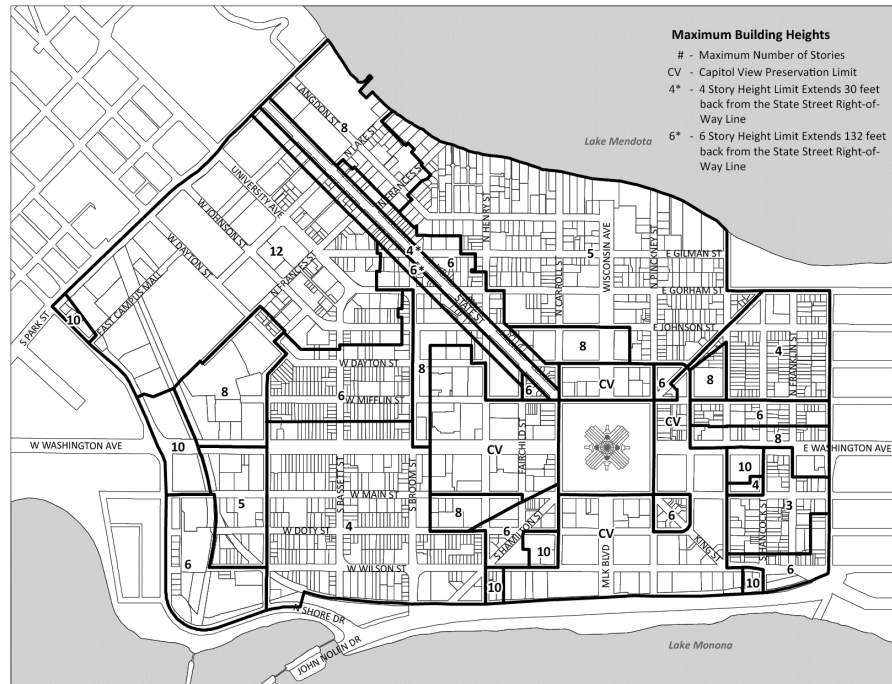 Maximum Building Heights
# - Maximum Number of Stories
CV - Capitol View Preservation Limit
4* - 4 Story Height Limit Extends 30 feet
back from the State Street Right-of-
Way Line
6* - 6 Story Height Limit Extends 132 feet
back from the State Street Right-of-
Way Line
Lake Mendota
LANGDON ST
8
N LAKE ST
N FRANCES ST
UNIVERSITY AVE
W JOHNSON ST
W DAYTON ST
12
N FRANCES ST
4*
6*
6
N HENRY ST
N CARROLL ST
5
WISCONSIN AVE
N PINCKNEY ST
E GILMAN ST
E GORHAM ST
E JOHNSON ST
STATE ST
10
EAST CAMPUS MALL
S PARK ST
8
8
4
N FRANKLIN ST
W DAYTON ST
8
CV
6
8
6
8
6
W MIFFLIN ST
6
CV
W WASHINGTON AVE
10
CV
FAIRCHILD ST
8
E WASHINGTON AVE
S BASSETT ST
S BROOM ST
10
4
W MAIN ST
5
8
3
S HANCOCK ST
W DOTY ST
4
6
S HAMILTON ST
CV
6
KING ST
10
MLK BLVD
6
W WILSON ST
6
10
10
N SHORE DR
JOHN NOLEN DR
Lake Monona